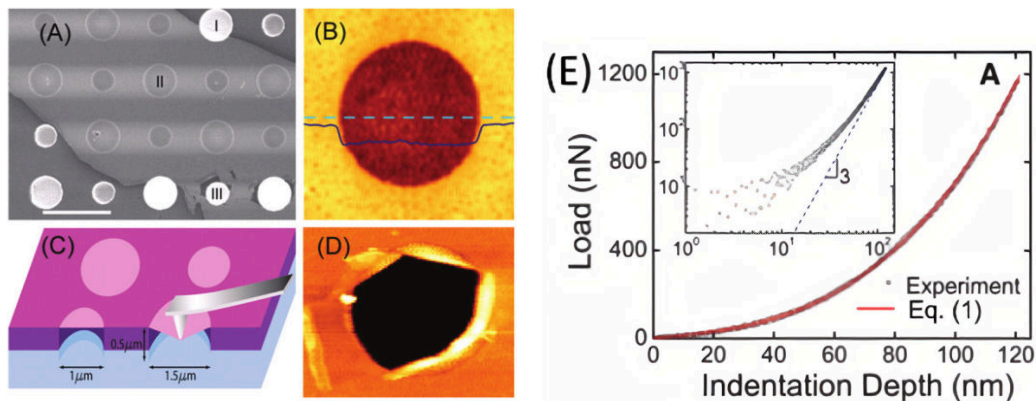 (A)
I
II
III
(B)
(C)
0.5μm
1μm
1.5μm
(D)
(E)
A
1200
800
400
0
Load (nN)
10³
10²
10¹
10⁰
10¹
10²
3
Experiment
Eq. (1)
0
20
40
60
80
100
120
Indentation Depth (nm)